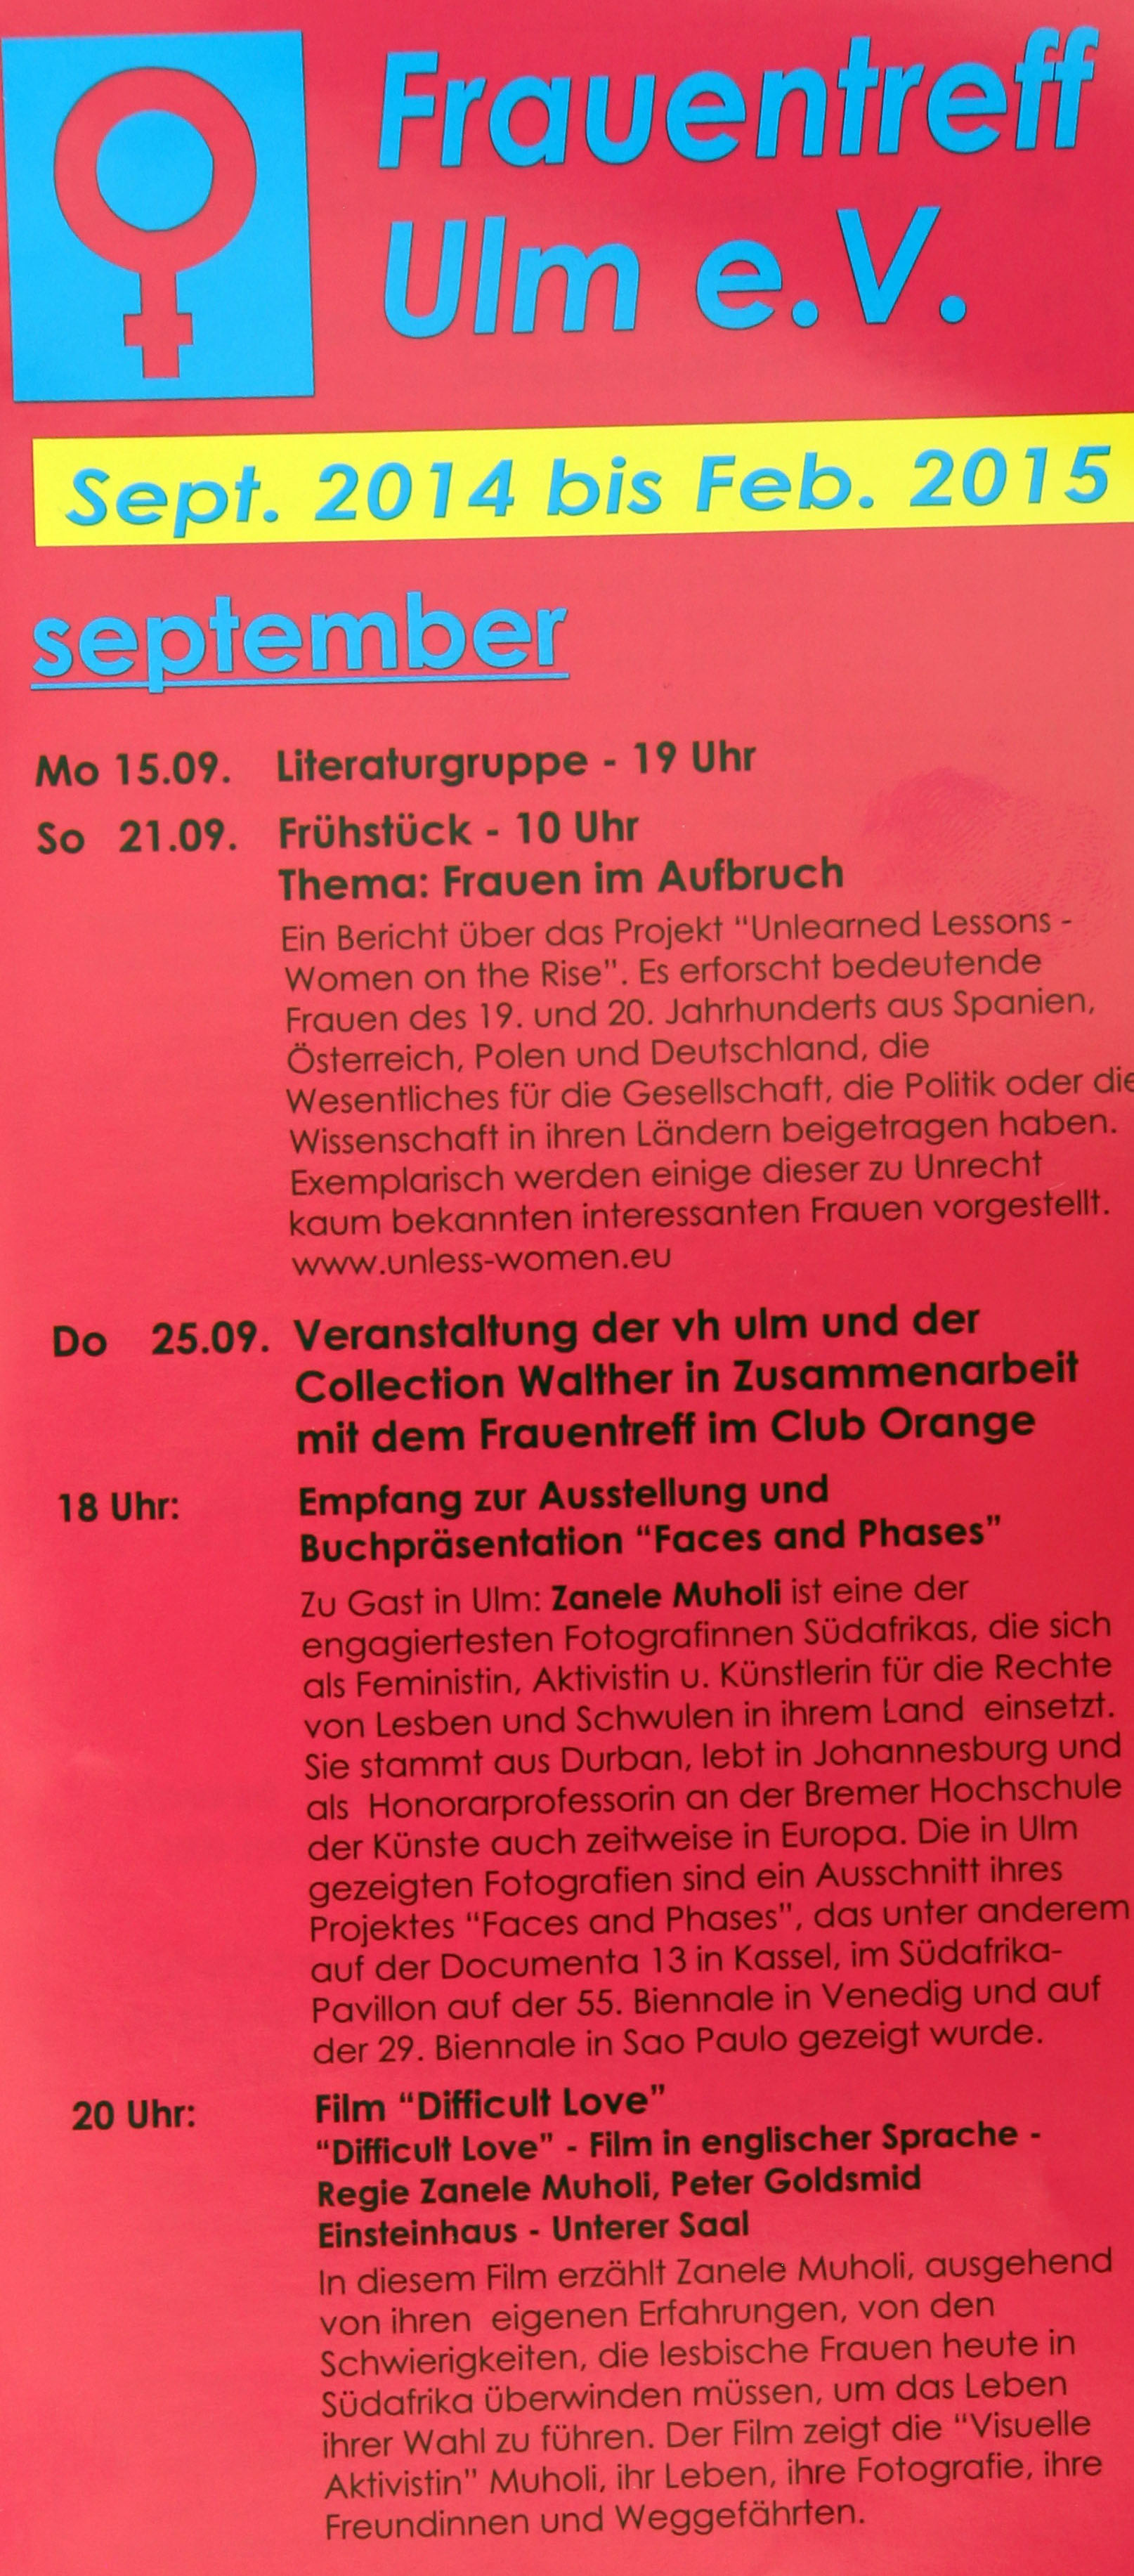 Frauentreff
Ulm e.V.
Sept. 2014 bis Feb. 2015
september
Mo 15.09. Literaturgruppe - 19 Uhr
So 21.09. Frühstück - 10 Uhr
Thema: Frauen im Aufbruch
Ein Bericht über das Projekt "Unlearned Lessons -
Women on the Rise". Es erforscht bedeutende
Frauen des 19. und 20. Jahrhunderts aus Spanien,
Österreich, Polen und Deutschland, die
Wesentliches für die Gesellschaft, die Politik oder die
Wissenschaft in ihren Ländern beigetragen haben.
Exemplarisch werden einige dieser zu Unrecht
kaum bekannten interessanten Frauen vorgestellt.
www.unless-women.eu
Do 25.09. Veranstaltung der vh ulm und der
Collection Walther in Zusammenarbeit
mit dem Frauentreff im Club Orange
18 Uhr: Empfang zur Ausstellung und
Buchpräsentation "Faces and Phases"
Zu Gast in Ulm: Zanele Muholi ist eine der
engagiertesten Fotografinnen Südafrikas, die sich
als Feministin, Aktivistin u. Künstlerin für die Rechte
von Lesben und Schwulen in ihrem Land einsetzt.
Sie stammt aus Durban, lebt in Johannesburg und
als Honorarprofessorin an der Bremer Hochschule
der Künste auch zeitweise in Europa. Die in Ulm
gezeigten Fotografien sind ein Ausschnitt ihres
Projektes "Faces and Phases", das unter anderem
auf der Documenta 13 in Kassel, im Südafrika-
Pavillon auf der 55. Biennale in Venedig und auf
der 29. Biennale in Sao Paulo gezeigt wurde.
20 Uhr: Film "Difficult Love"
"Difficult Love" - Film in englischer Sprache -
Regie Zanele Muholi, Peter Goldsmid
Einsteinhaus - Unterer Saal
In diesem Film erzählt Zanele Muholi, ausgehend
von ihren eigenen Erfahrungen, von den
Schwierigkeiten, die lesbische Frauen heute in
Südafrika überwinden müssen, um das Leben
ihrer Wahl zu führen. Der Film zeigt die "Visuelle
Aktivistin" Muholi, ihr Leben, ihre Fotografie, ihre
Freundinnen und Weggefährten.